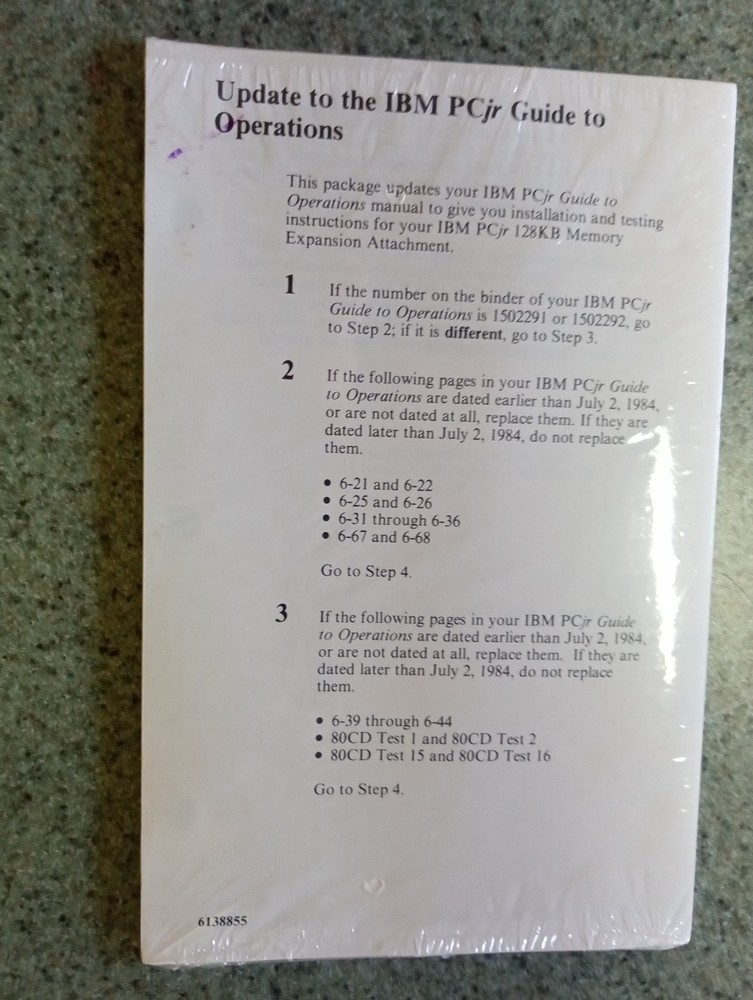 Update to the IBM PCjr Guide to
Operations
This package updates your IBM PCjr Guide to
Operations manual to give you installation and testing
instructions for your IBM PCjr 128KB Memory
Expansion Attachment.
1
If the number on the binder of your IBM PCjr
Guide to Operations is 1502291 or 1502292, go
to Step 2; if it is different, go to Step 3.
2
If the following pages in your IBM PCjr Guide
to Operations are dated earlier than July 2, 1984,
or are not dated at all, replace them. If they are
dated later than July 2, 1984, do not replace
them.
• 6-21 and 6-22
• 6-25 and 6-26
• 6-31 through 6-36
• 6-67 and 6-68
Go to Step 4.
3
If the following pages in your IBM PCjr Guide
to Operations are dated earlier than July 2, 1984,
or are not dated at all, replace them. If they are
dated later than July 2, 1984, do not replace
them.
• 6-39 through 6-44
• 80CD Test 1 and 80CD Test 2
• 80CD Test 15 and 80CD Test 16
Go to Step 4.
6138855